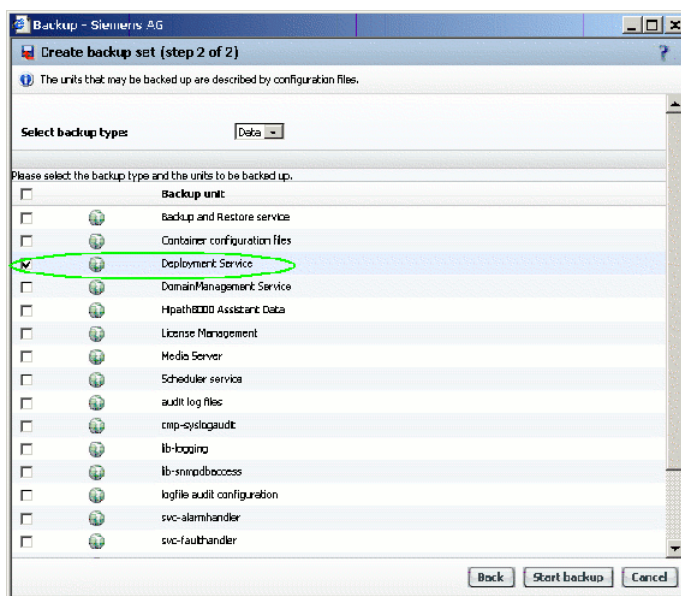 Backup - Siemens AG
Create backup set (step 2 of 2)
?
The units that may be backed up are described by configuration files.
Select backup type:
Data
Please select the backup type and the units to be backed up.
Backup unit
Backup and Restore service
Container configuration files
Deployment Service
DomainManagement Service
Hipath8000 Assistant Data
License Management
Media Server
Scheduler service
audit log files
cmp-syslogaudit
lib-logging
lib-snmpdbaccess
logfile audit configuration
svc-alarmhandler
svc-faulthandler
Back
Start backup
Cancel